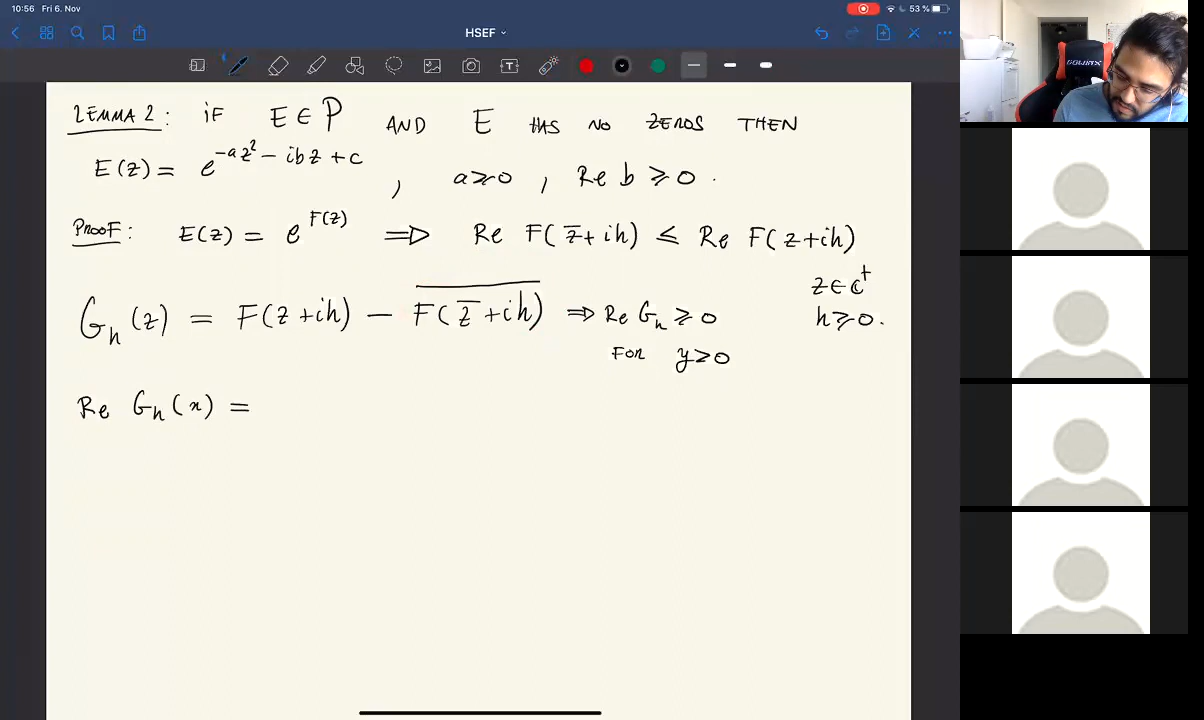 10:56 Fri 6. Nov
53 %
HSEF
LEMMA 2: if E ∈ P AND E HAS NO ZEROS THEN
E(z) = e^{-az² - ibz + c}, a ≥ 0, Re b ≥ 0.
PROOF: E(z) = e^{F(z)} ⟹ Re F(z̄+ih) ≤ Re F(z+ih)
z ∈ ℂ⁺
h ≥ 0.
G_h(z) = F(z+ih) − \overline{F(z̄+ih)} ⇒ Re G_h ≥ 0
FOR y > 0
Re G_h(x) =
GGWINX